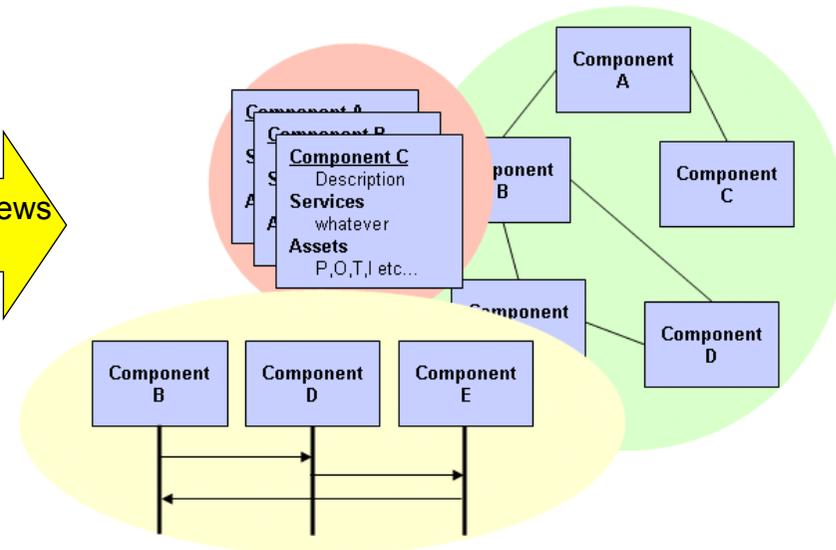 ews
Component A
Component B
Component C
Description
Services
whatever
Assets
P,O,T,I etc...
Component
A
ponent
B
Component
C
omponent
Component
D
Component
B
Component
D
Component
E